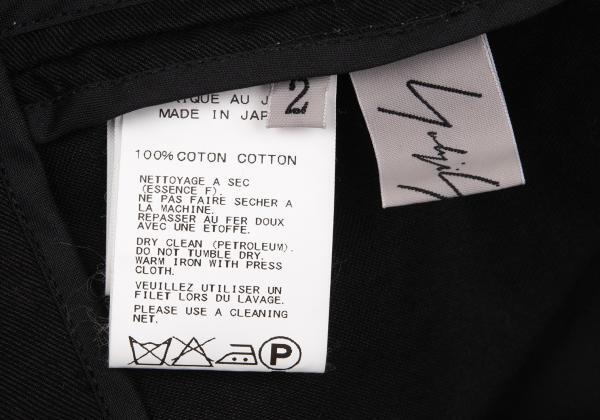 QUE AU J
MADE IN JAP
2
100% COTON COTTON
NETTOYAGE A SEC
(ESSENCE F).
NE PAS FAIRE SECHER A
LA MACHINE.
REPASSER AU FER DOUX
AVEC UNE ETOFFE.
DRY CLEAN (PETROLEUM).
DO NOT TUMBLE DRY.
WARM IRON WITH PRESS
CLOTH.
VEUILLEZ UTILISER UN
FILET LORS DU LAVAGE.
PLEASE USE A CLEANING
NET.
P